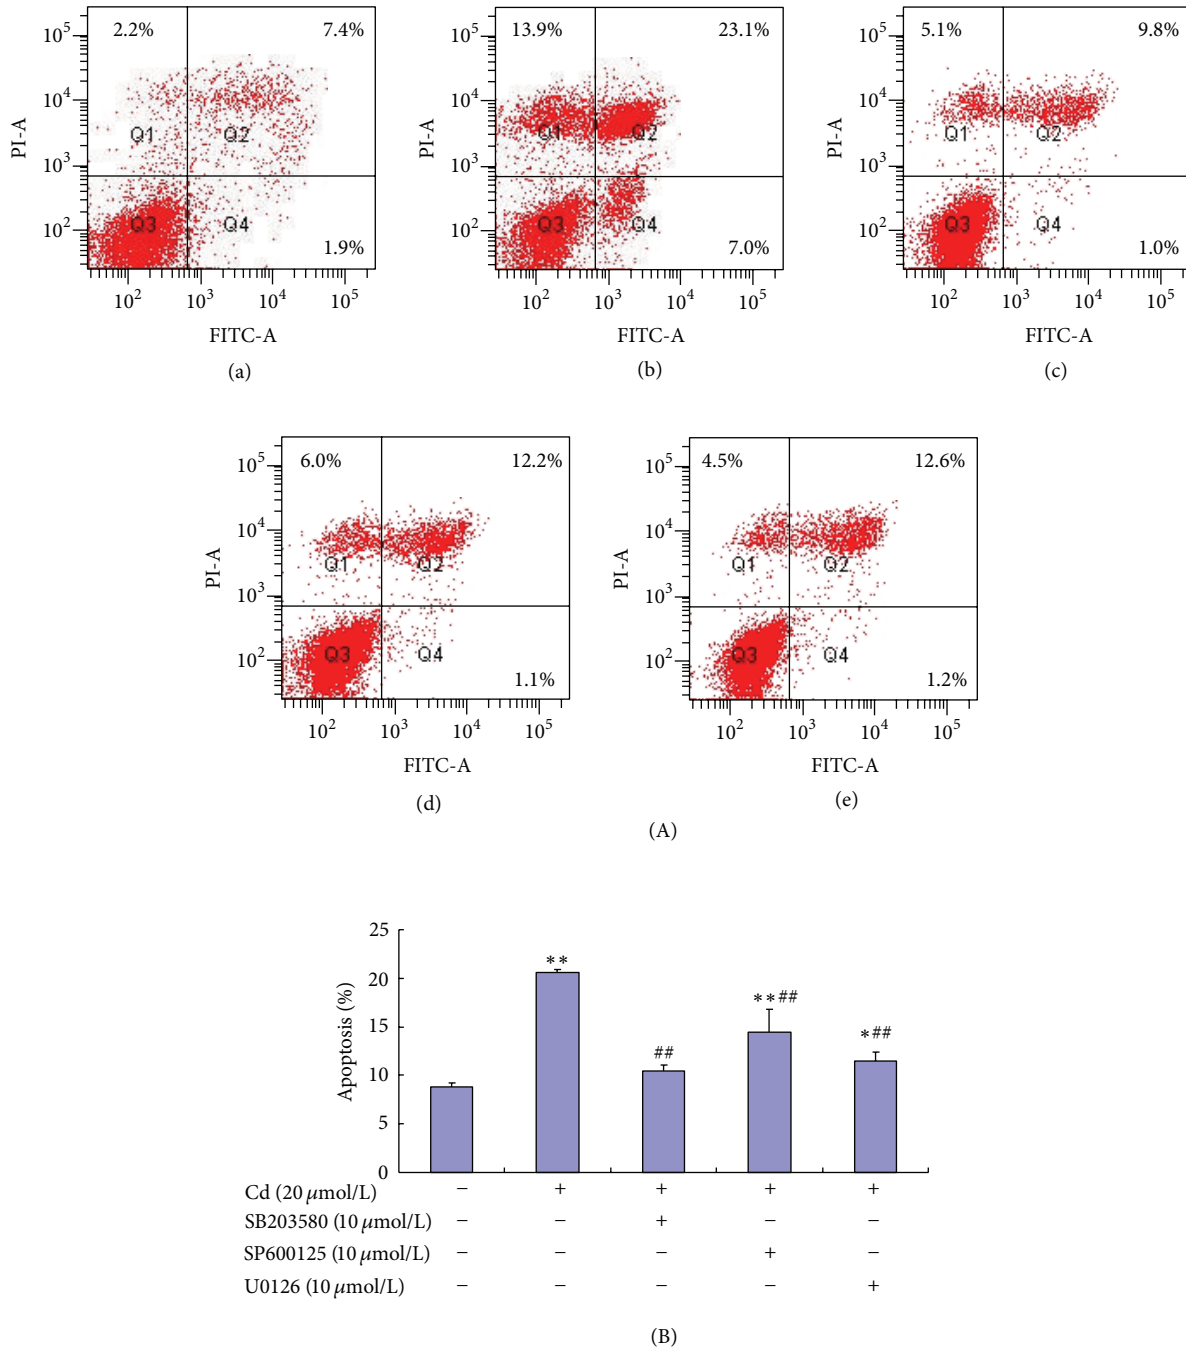 2.2% 7.4%
10^5
10^4
10^3
10^2
PI-A
Q1 Q2
Q3 Q4
1.9%
10^2 10^3 10^4 10^5
FITC-A
(a)
13.9% 23.1%
10^5
10^4
10^3
10^2
PI-A
Q1 Q2
Q3 Q4
7.0%
10^2 10^3 10^4 10^5
FITC-A
(b)
5.1% 9.8%
10^5
10^4
10^3
10^2
PI-A
Q1 Q2
Q3 Q4
1.0%
10^2 10^3 10^4 10^5
FITC-A
(c)
6.0% 12.2%
10^5
10^4
10^3
10^2
PI-A
Q1 Q2
Q3 Q4
1.1%
10^2 10^3 10^4 10^5
FITC-A
(d)
4.5% 12.6%
10^5
10^4
10^3
10^2
PI-A
Q1 Q2
Q3 Q4
1.2%
10^2 10^3 10^4 10^5
FITC-A
(e)
(A)
25
20
15
10
5
0
Apoptosis (%)
**
##
**##
*##
Cd (20 μmol/L) − + + + +
SB203580 (10 μmol/L) − − + − −
SP600125 (10 μmol/L) − − − + −
U0126 (10 μmol/L) − − − − +
(B)